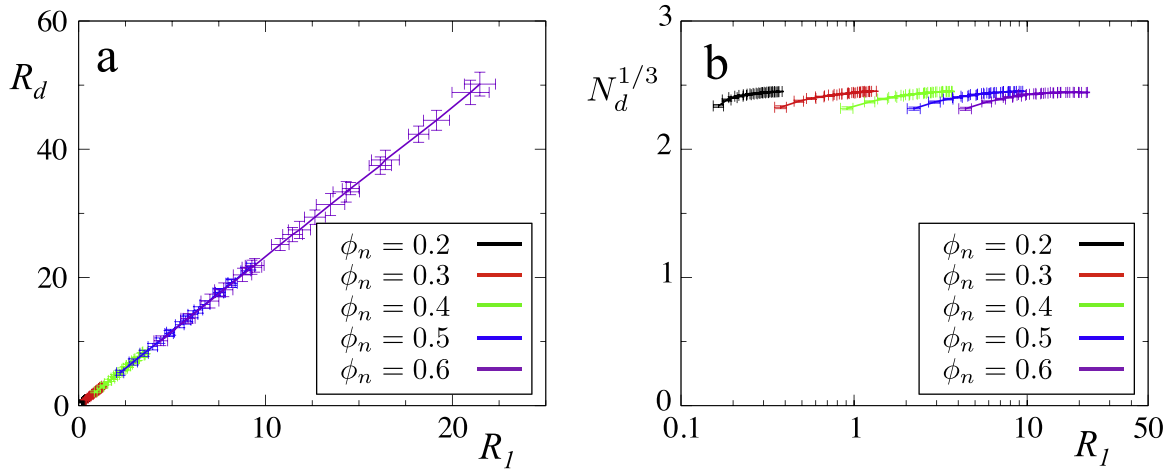 a
R_d
60
40
20
0
0
10
20
R_1
ϕ_n = 0.2
ϕ_n = 0.3
ϕ_n = 0.4
ϕ_n = 0.5
ϕ_n = 0.6
b
N_d^{1/3}
3
2
1
0
0.1
1
10
50
R_1
ϕ_n = 0.2
ϕ_n = 0.3
ϕ_n = 0.4
ϕ_n = 0.5
ϕ_n = 0.6